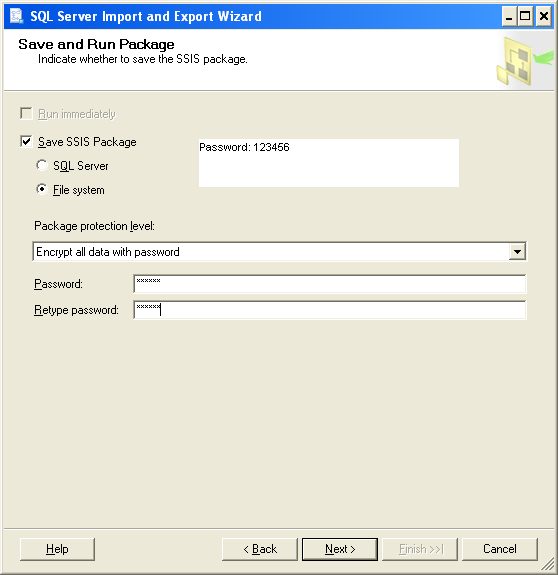 SQL Server Import and Export Wizard
Save and Run Package
Indicate whether to save the SSIS package.
Run immediately
Save SSIS Package
Password: 123456
SQL Server
File system
Package protection level:
Encrypt all data with password
Password:
××××××
Retype password:
××××××
Help
< Back
Next >
Finish >>|
Cancel